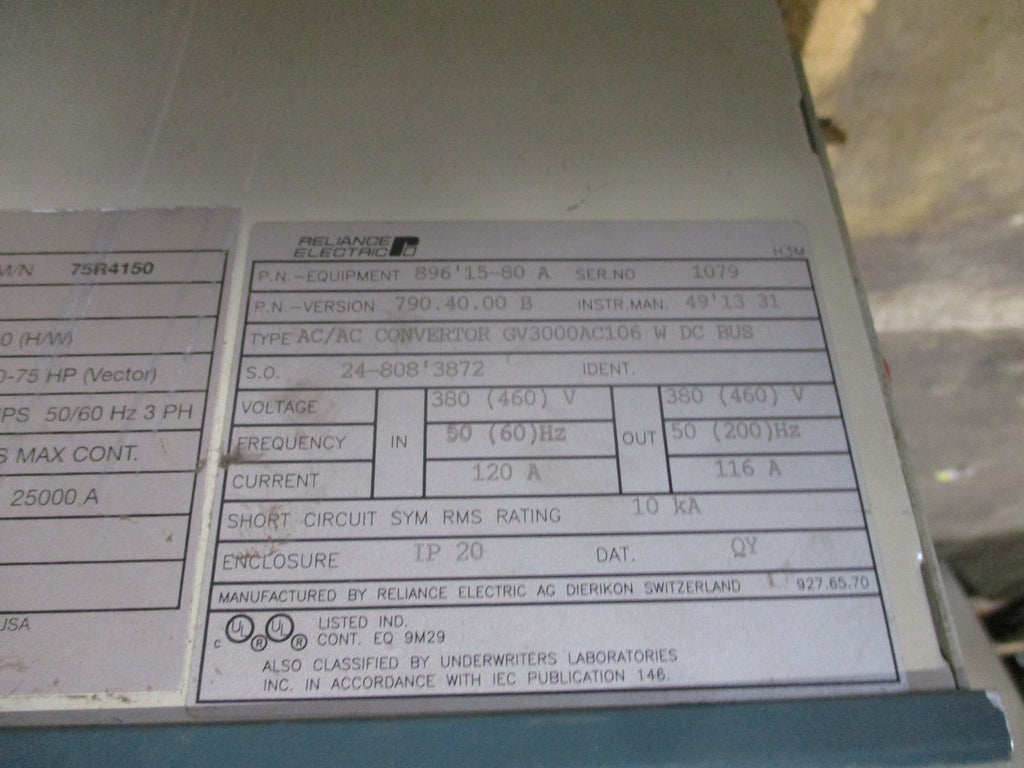 M/N 75R4150
0 (H/W)
0-75 HP (Vector)
PS 50/60 Hz 3 PH
S MAX CONT.
25000 A
USA
RELIANCE
ELECTRIC
H3M
P.N.-EQUIPMENT 896'15-80 A SER.NO 1079
P.N.-VERSION 790.40.00 B INSTR.MAN. 49'13 31
TYPE AC/AC CONVERTOR GV3000AC106 W DC BUS
S.O. 24-808'3872 IDENT.
VOLTAGE IN 380 (460) V OUT 380 (460) V
FREQUENCY 50 (60)Hz 50 (200)Hz
CURRENT 120 A 116 A
SHORT CIRCUIT SYM RMS RATING 10 kA
ENCLOSURE IP 20 DAT. QY
MANUFACTURED BY RELIANCE ELECTRIC AG DIERIKON SWITZERLAND 927.65.70
C UL R UL R LISTED IND.
CONT. EQ 9M29
ALSO CLASSIFIED BY UNDERWRITERS LABORATORIES
INC. IN ACCORDANCE WITH IEC PUBLICATION 146.